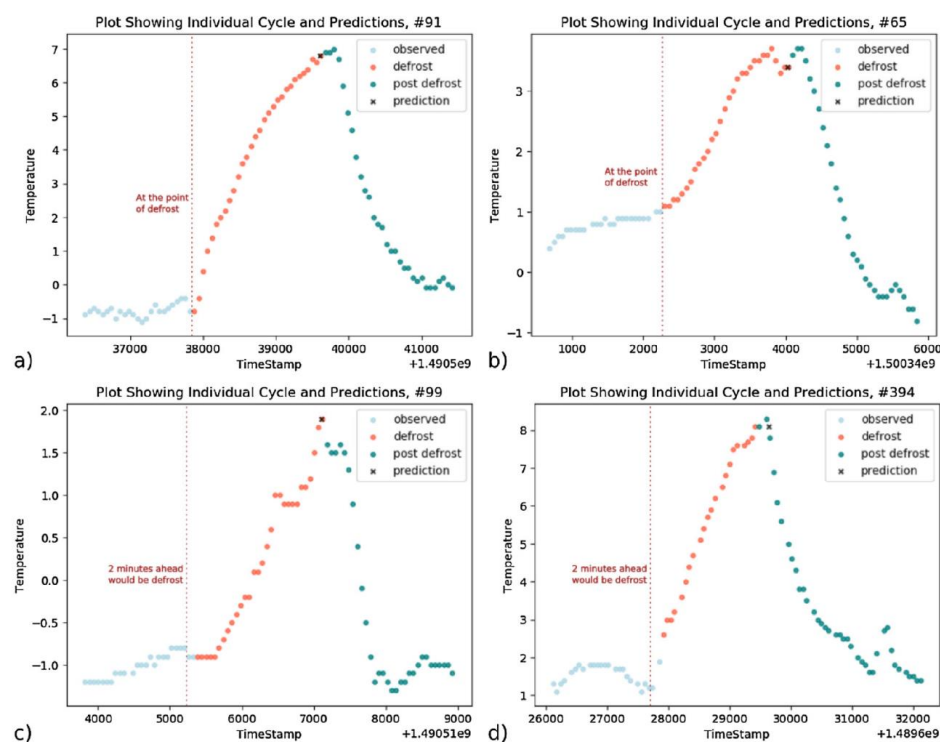 Plot Showing Individual Cycle and Predictions, #91
7
6
5
4
3
2
1
0
−1
Temperature
observed
defrost
post defrost
prediction
At the point
of defrost
37000 38000 39000 40000 41000
TimeStamp
+1.4905e9
a)
Plot Showing Individual Cycle and Predictions, #65
3
2
1
0
−1
Temperature
observed
defrost
post defrost
prediction
At the point
of defrost
1000 2000 3000 4000 5000 6000
TimeStamp
+1.50034e9
b)
Plot Showing Individual Cycle and Predictions, #99
2.0
1.5
1.0
0.5
0.0
−0.5
−1.0
Temperature
observed
defrost
post defrost
prediction
2 minutes ahead
would be defrost
4000 5000 6000 7000 8000 9000
TimeStamp
+1.49051e9
c)
Plot Showing Individual Cycle and Predictions, #394
8
7
6
5
4
3
2
1
Temperature
observed
defrost
post defrost
prediction
2 minutes ahead
would be defrost
26000 27000 28000 29000 30000 31000 32000
TimeStamp
+1.4896e9
d)